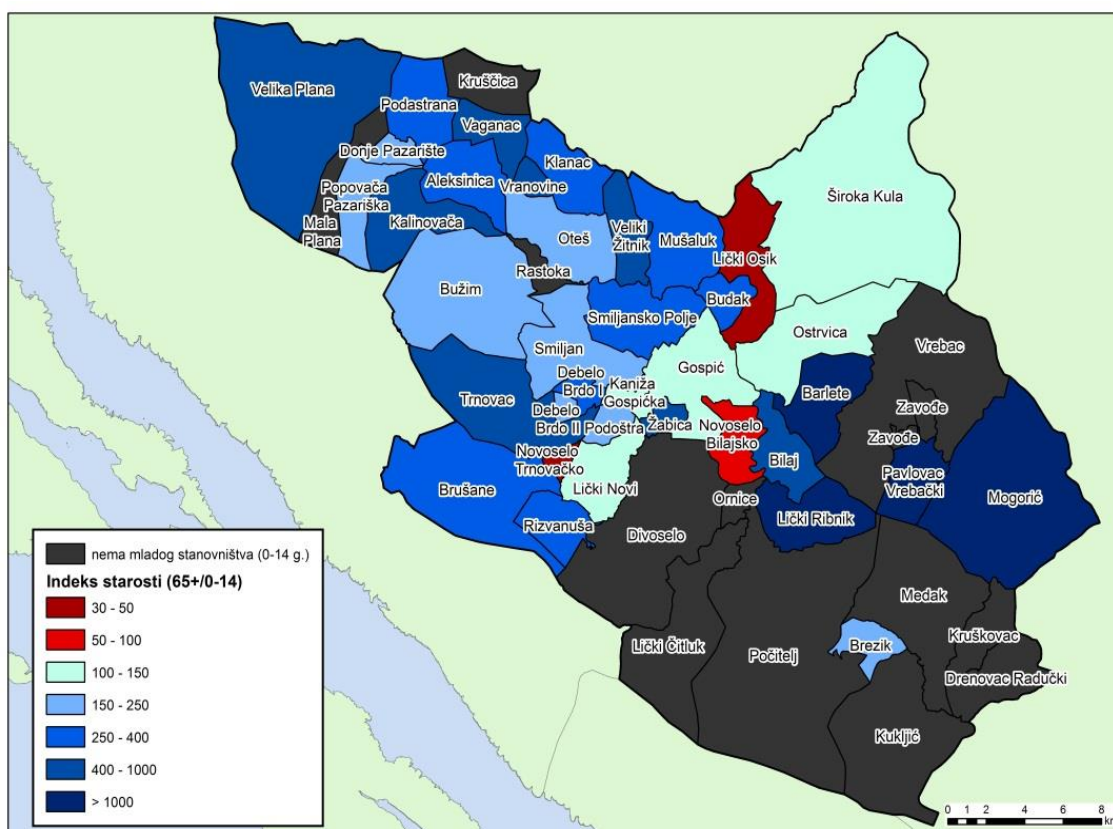 Kruščica
Velika Plana
Podastrana
Vaganac
Donje Pazarište
Klanac
Aleksinica
Vranovine
Popovača
Pazariška
Široka Kula
Kalinovača
Mala
Plana
Veliki
Žitnik
Oteš
Mušaluk
Lički Osik
Rastoka
Bužim
Budak
Smiljansko Polje
Ostrvica
Vrebac
Smiljan
Gospić
Debelo
Brdo I
Kaniža
Gospićka
Barlete
Trnovac
Zavođe
Debelo
Brdo II
Podoštra
Žabica
Novoselo
Bilajsko
Zavođe
Bilaj
Novoselo
Trnovačko
Pavlovac
Vrebački
Lički Novi
Brušane
Ornice
Mogorić
Rizvanuša
Divoselo
Lički Ribnik
Medak
Kruškovac
Lički Čitluk
Počitelj
Brezik
Drenovac Radučki
Kukljić
nema mladog stanovništva (0-14 g.)
Indeks starosti (65+/0-14)
30 - 50
50 - 100
100 - 150
150 - 250
250 - 400
400 - 1000
> 1000
0 1 2 4 6 8
km